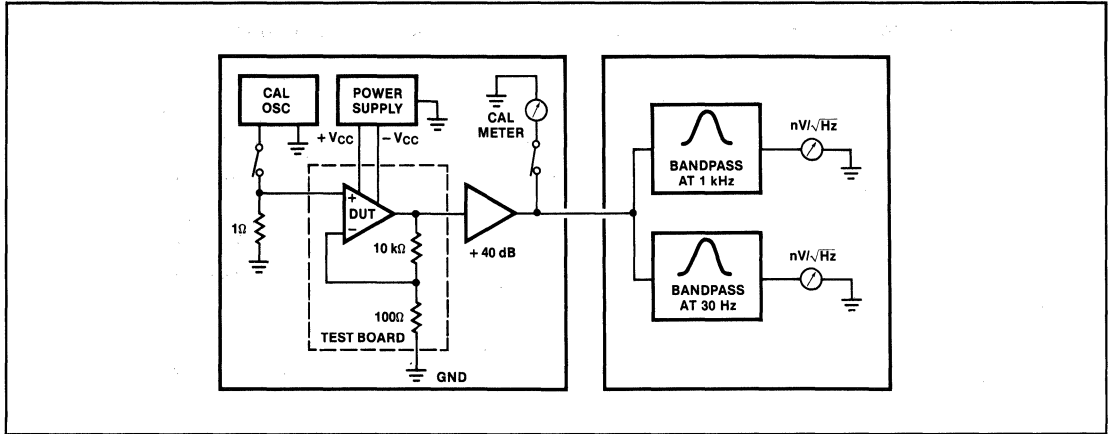 CAL
OSC
POWER
SUPPLY
CAL
METER
+ VCC
− VCC
+
DUT
−
1Ω
10 kΩ
100Ω
+ 40 dB
TEST BOARD
GND
BANDPASS
AT 1 kHz
nV/√Hz
BANDPASS
AT 30 Hz
nV/√Hz